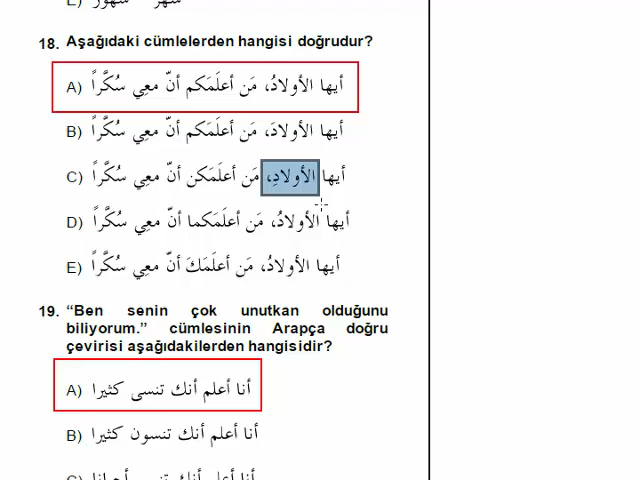 18. Aşağıdaki cümlelerden hangisi doğrudur?
A) أيها الأولادُ، مَن أعلَمَكم أنّ معِي سُكَّراً
B) أيها الأولادَ، مَن أعلَمَكم أنّ معِي سُكَّراً
C) أيها الأولادِ، مَن أعلَمَكن أنّ معِي سُكَّراً
D) أيها الأولادُ، مَن أعلَمَكما أنّ معِي سُكَّراً
E) أيها الأولادُ، مَن أعلَمَكَ أنّ معِي سُكَّراً
19. “Ben senin çok unutkan olduğunu
biliyorum.” cümlesinin Arapça doğru
çevirisi aşağıdakilerden hangisidir?
A) أنا أعلم أنك تنسى كثيرا
B) أنا أعلم أنك تنسون كثيرا